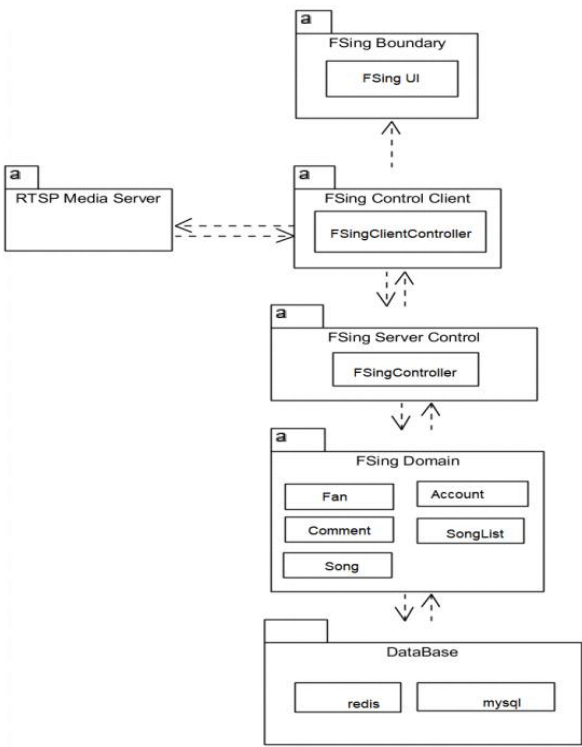 a
FSing Boundary
FSing UI
a
RTSP Media Server
a
FSing Control Client
FSingClientController
a
FSing Server Control
FSingController
a
FSing Domain
Fan
Account
Comment
SongList
Song
DataBase
redis
mysql